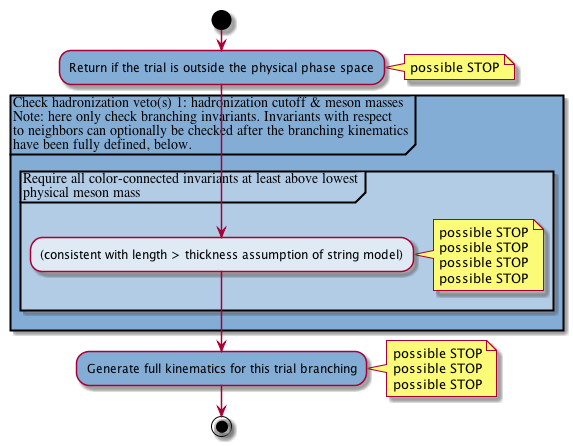 Return if the trial is outside the physical phase space
possible STOP
Check hadronization veto(s) 1: hadronization cutoff & meson masses
Note: here only check branching invariants. Invariants with respect
to neighbors can optionally be checked after the branching kinematics
have been fully defined, below.
Require all color-connected invariants at least above lowest
physical meson mass
(consistent with length > thickness assumption of string model)
possible STOP
possible STOP
possible STOP
possible STOP
Generate full kinematics for this trial branching
possible STOP
possible STOP
possible STOP